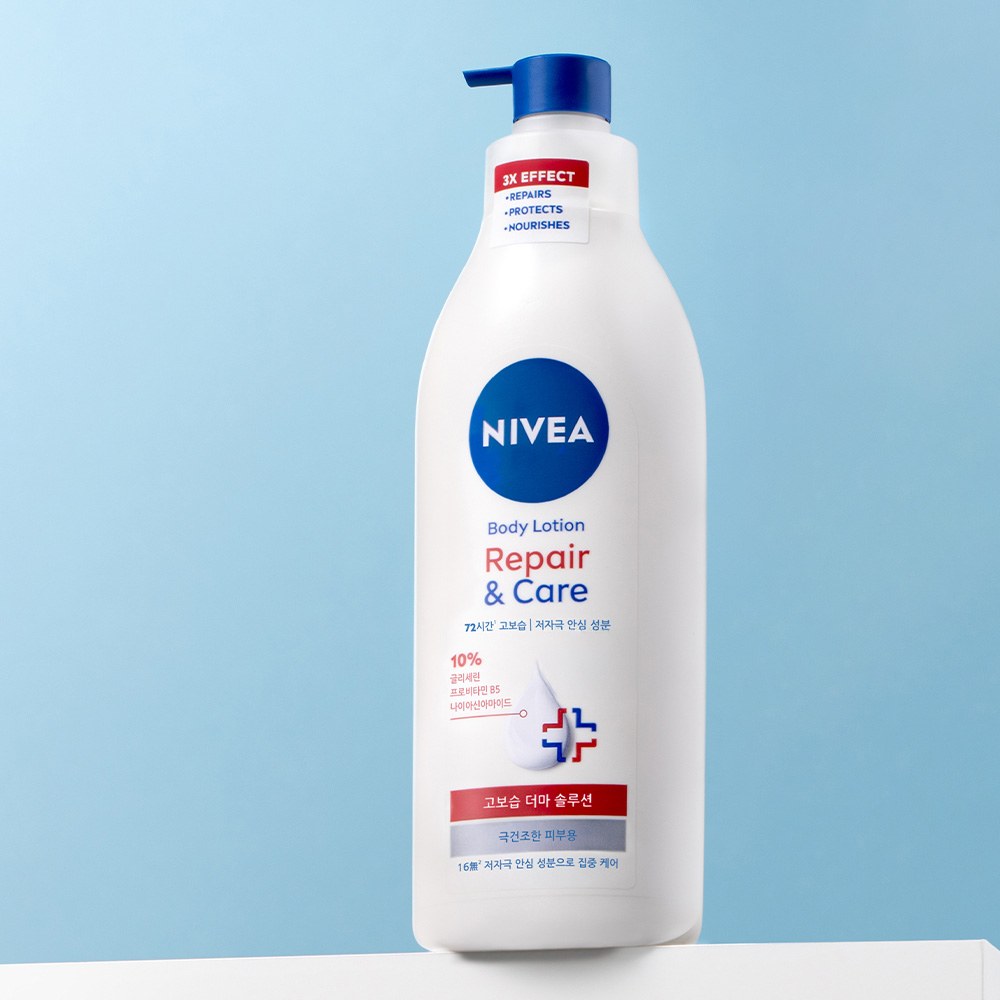 3X EFFECT
•REPAIRS
•PROTECTS
•NOURISHES
NIVEA
Body Lotion
Repair
& Care
72시간¹ 고보습 | 저자극 안심 성분
10%
글리세린
프로비타민 B5
나이아신아마이드
고보습 더마 솔루션
극건조한 피부용
16無² 저자극 안심 성분으로 집중 케어